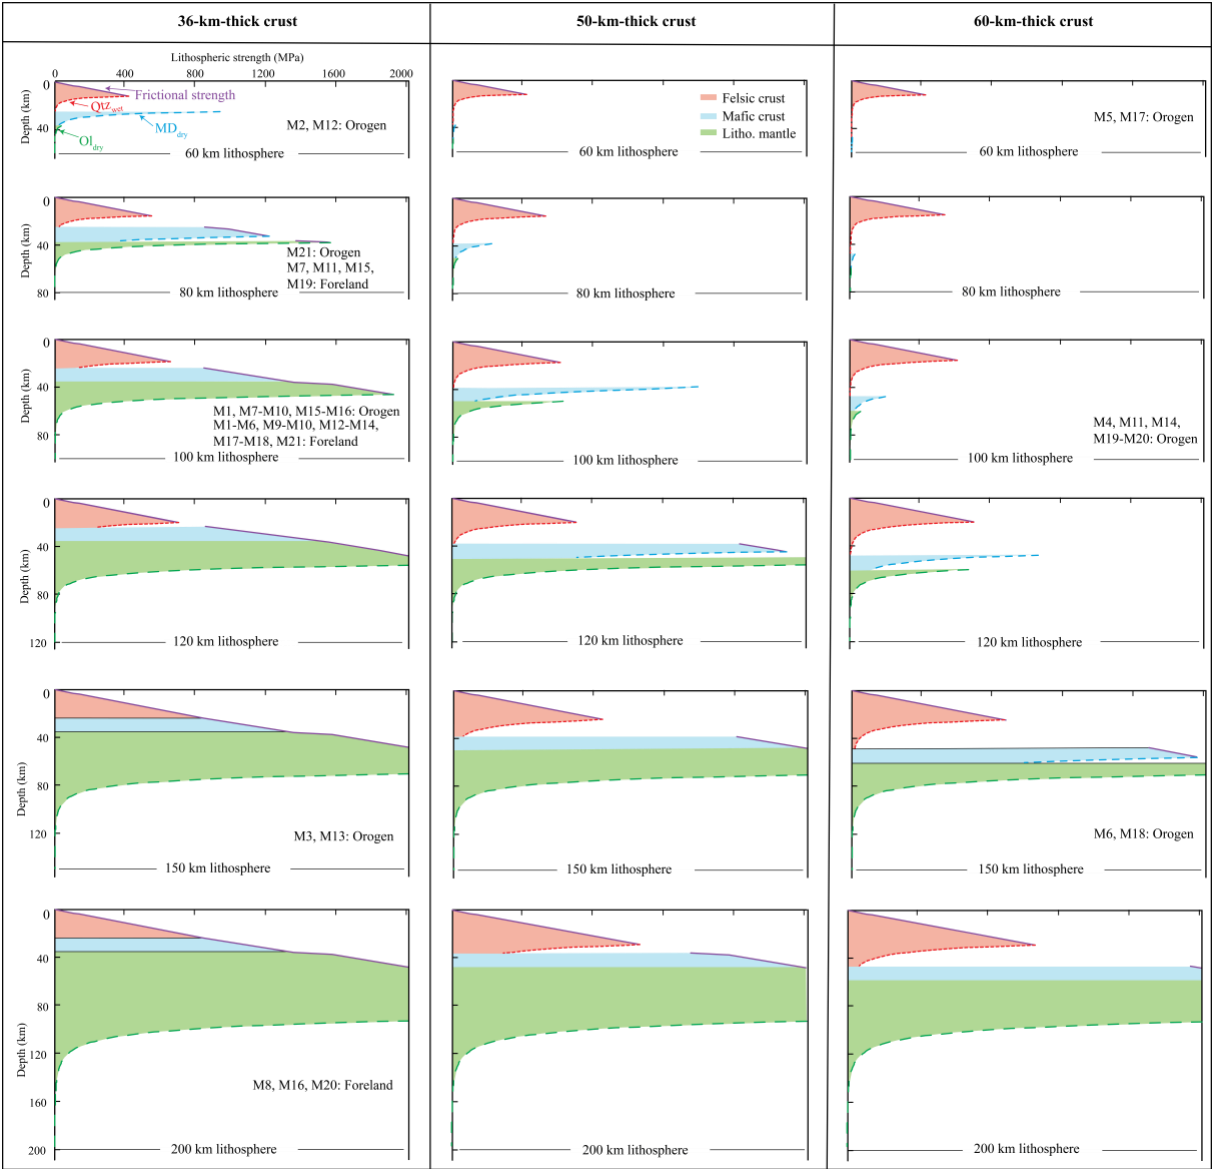 36-km-thick crust
50-km-thick crust
60-km-thick crust
Lithospheric strength (MPa)
0 400 800 1200 1600 2000
Depth (km)
0
40
Frictional strength
Qtz wet
MD dry
Ol dry
M2, M12: Orogen
60 km lithosphere
Felsic crust
Mafic crust
Litho. mantle
60 km lithosphere
M5, M17: Orogen
60 km lithosphere
Depth (km)
0
40
80
M21: Orogen
M7, M11, M15,
M19: Foreland
80 km lithosphere
80 km lithosphere
80 km lithosphere
Depth (km)
0
40
80
M1, M7-M10, M15-M16: Orogen
M1-M6, M9-M10, M12-M14,
M17-M18, M21: Foreland
100 km lithosphere
100 km lithosphere
M4, M11, M14,
M19-M20: Orogen
100 km lithosphere
Depth (km)
0
40
80
120
120 km lithosphere
120 km lithosphere
120 km lithosphere
Depth (km)
0
40
80
120
M3, M13: Orogen
150 km lithosphere
150 km lithosphere
M6, M18: Orogen
150 km lithosphere
Depth (km)
0
40
80
120
160
200
M8, M16, M20: Foreland
200 km lithosphere
200 km lithosphere
200 km lithosphere